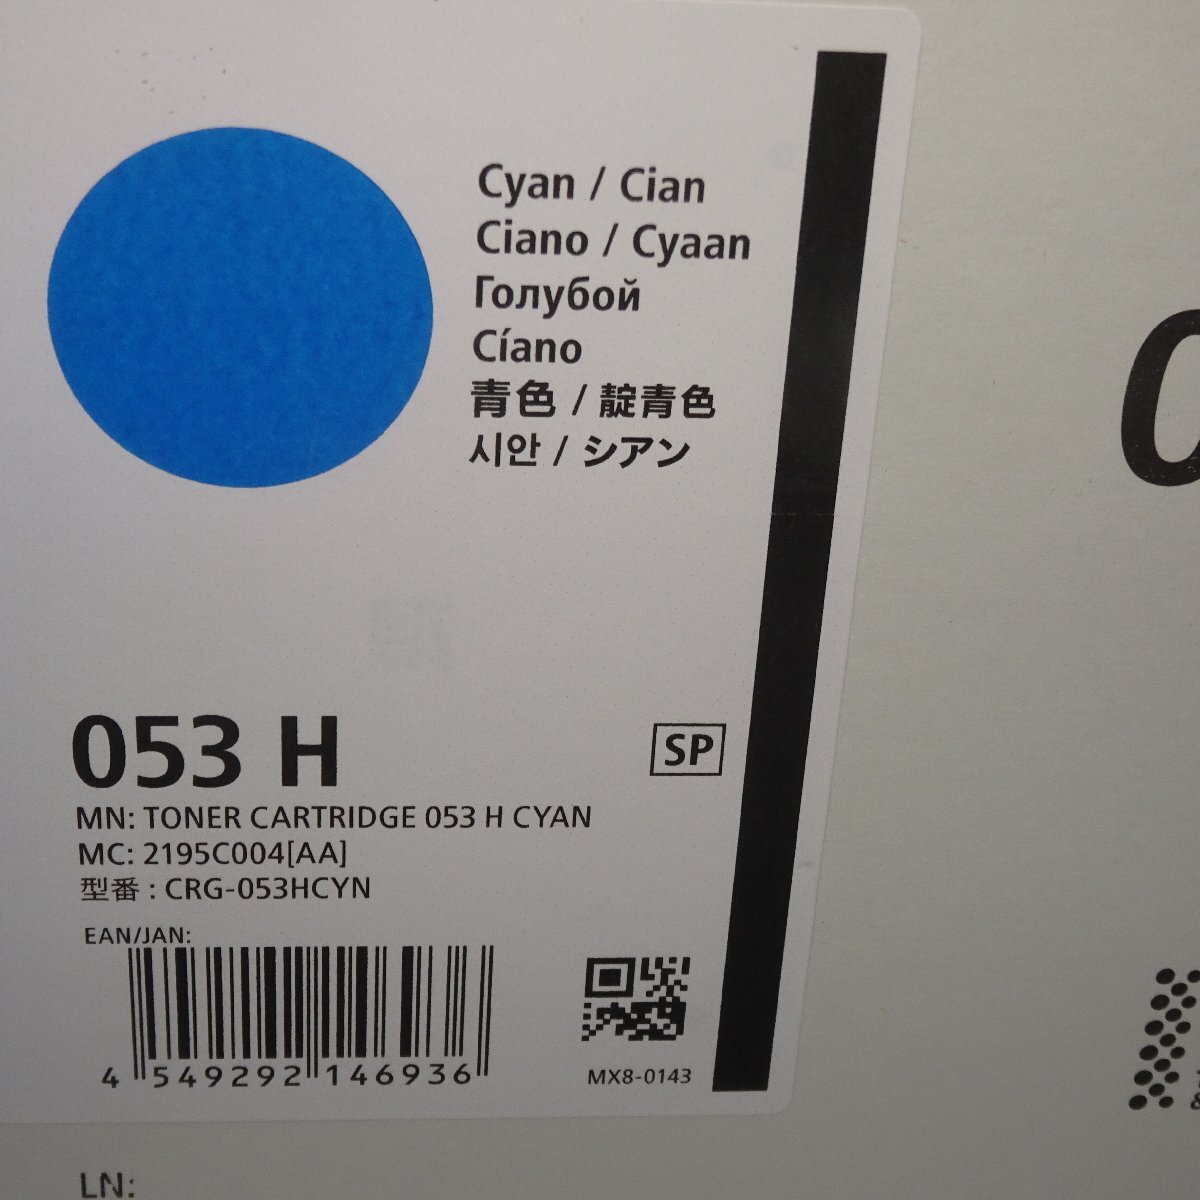 Cyan / Cian
Ciano / Cyaan
Голубой
Cíano
青色 / 靛青色
시안 / シアン
053 H
SP
MN: TONER CARTRIDGE 053 H CYAN
MC: 2195C004[AA]
型番 : CRG-053HCYN
EAN/JAN:
4 549292 146936
MX8-0143
LN:
0
&